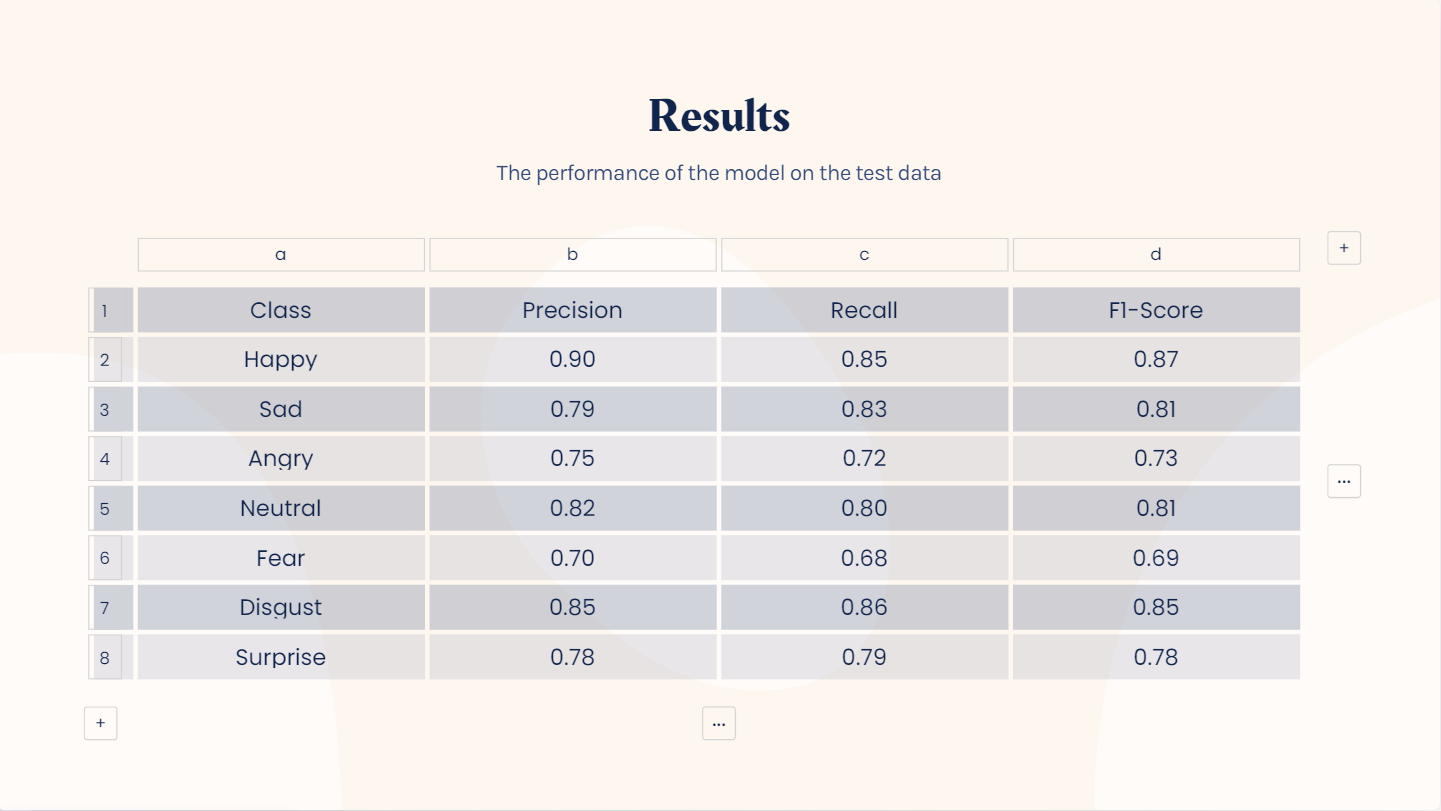 Results
The performance of the model on the test data
a b c d +
1 Class Precision Recall F1-Score
2 Happy 0.90 0.85 0.87
3 Sad 0.79 0.83 0.81
4 Angry 0.75 0.72 0.73
...
5 Neutral 0.82 0.80 0.81
6 Fear 0.70 0.68 0.69
7 Disgust 0.85 0.86 0.85
8 Surprise 0.78 0.79 0.78
+ ...